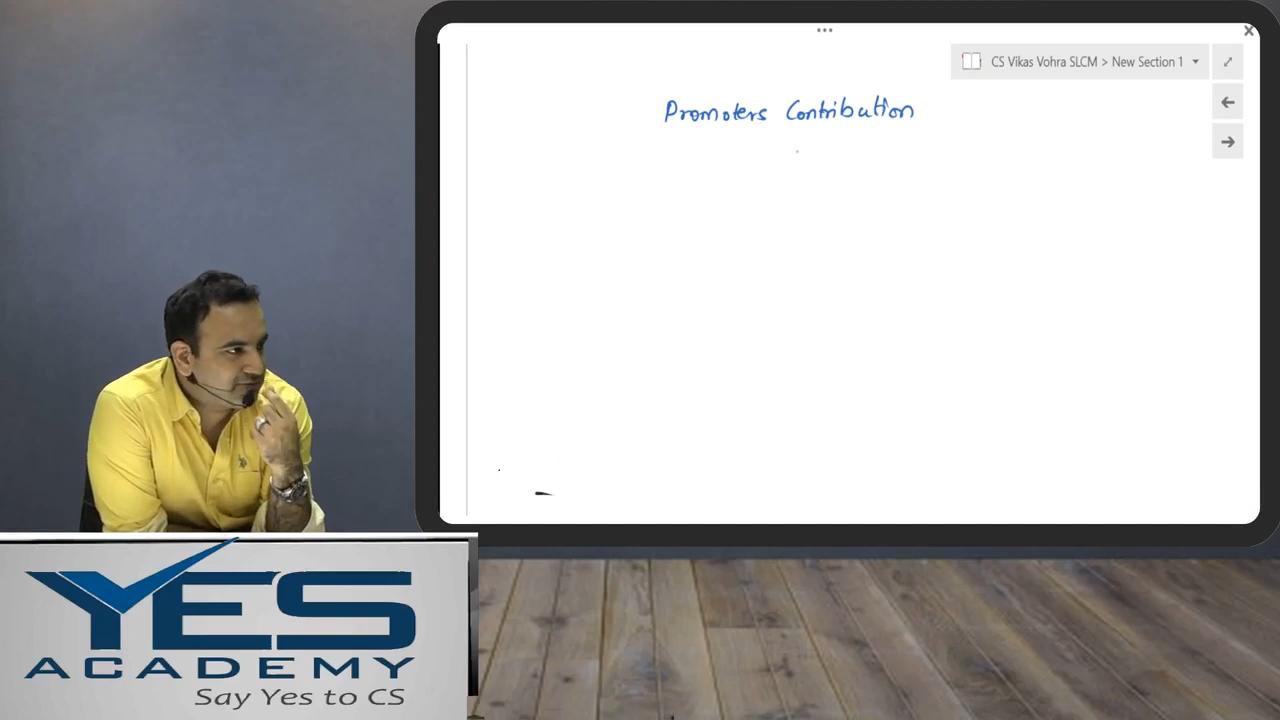 CS Vikas Vohra SLCM > New Section 1
Promoters Contribution
YES
ACADEMY
Say Yes to CS